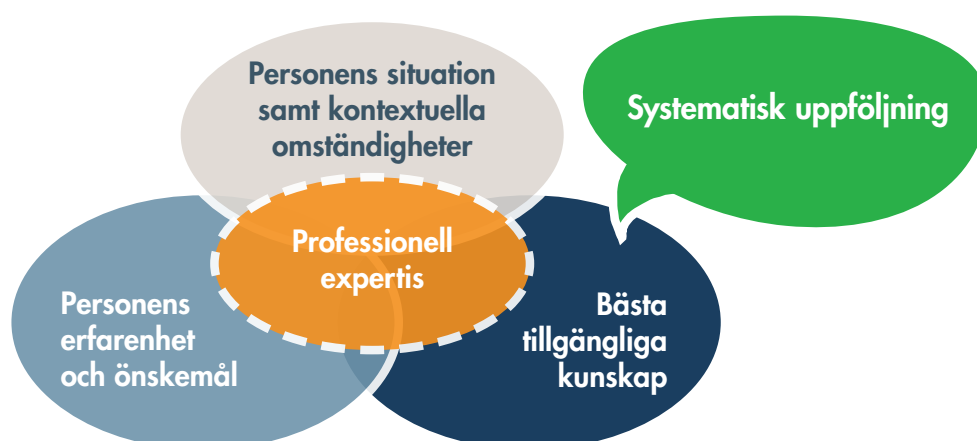 Personens situation
samt kontextuella
omständigheter
Systematisk uppföljning
Professionell
expertis
Personens
erfarenhet
och önskemål
Bästa
tillgängliga
kunskap